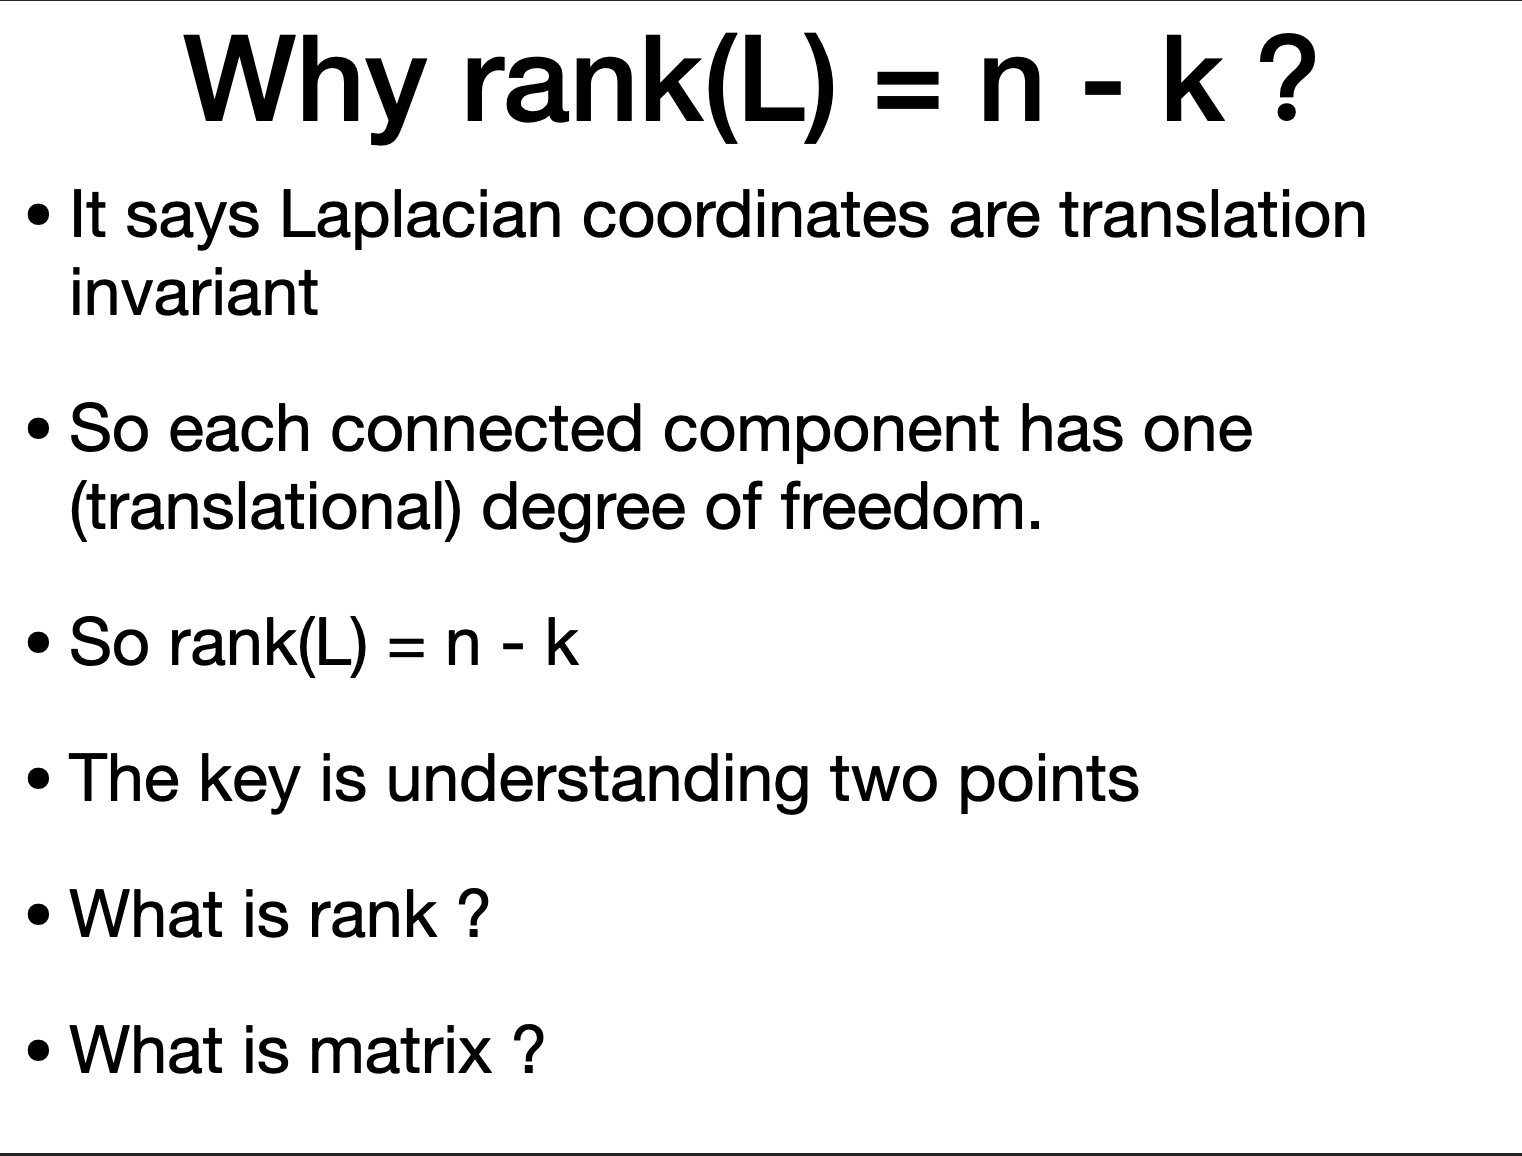 Why rank(L) = n - k ?
• It says Laplacian coordinates are translation
invariant
• So each connected component has one
(translational) degree of freedom.
• So rank(L) = n - k
• The key is understanding two points
• What is rank ?
• What is matrix ?